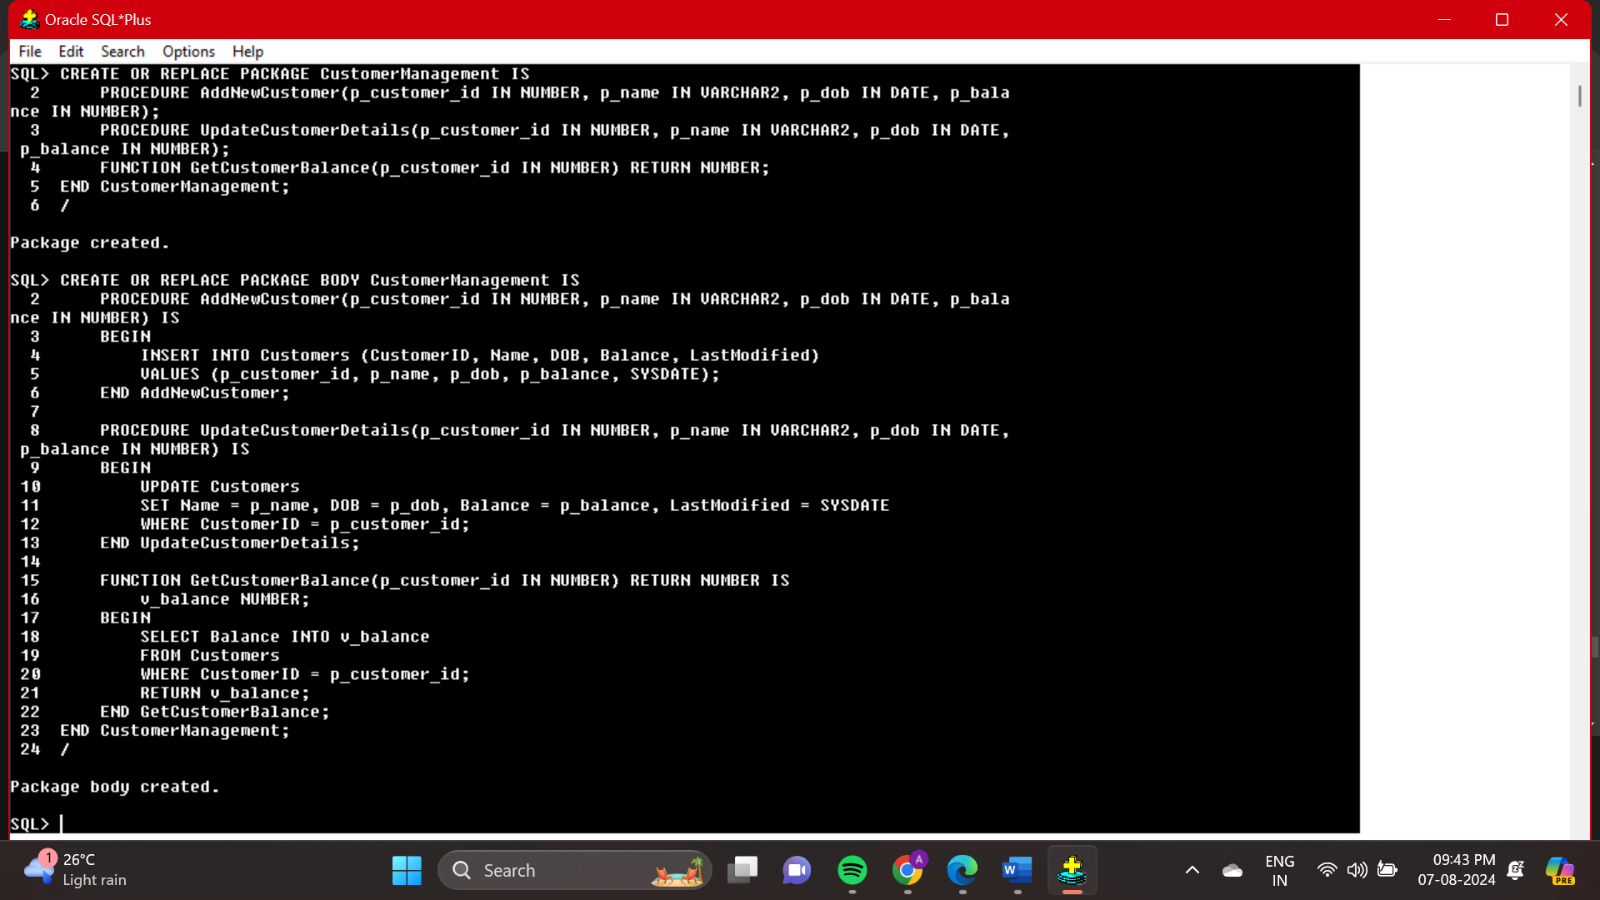 Oracle SQL*Plus
File Edit Search Options Help
SQL> CREATE OR REPLACE PACKAGE CustomerManagement IS
2 PROCEDURE AddNewCustomer(p_customer_id IN NUMBER, p_name IN VARCHAR2, p_dob IN DATE, p_bala
nce IN NUMBER);
3 PROCEDURE UpdateCustomerDetails(p_customer_id IN NUMBER, p_name IN VARCHAR2, p_dob IN DATE,
p_balance IN NUMBER);
4 FUNCTION GetCustomerBalance(p_customer_id IN NUMBER) RETURN NUMBER;
5 END CustomerManagement;
6 /
Package created.
SQL> CREATE OR REPLACE PACKAGE BODY CustomerManagement IS
2 PROCEDURE AddNewCustomer(p_customer_id IN NUMBER, p_name IN VARCHAR2, p_dob IN DATE, p_bala
nce IN NUMBER) IS
3 BEGIN
4 INSERT INTO Customers (CustomerID, Name, DOB, Balance, LastModified)
5 VALUES (p_customer_id, p_name, p_dob, p_balance, SYSDATE);
6 END AddNewCustomer;
7
8 PROCEDURE UpdateCustomerDetails(p_customer_id IN NUMBER, p_name IN VARCHAR2, p_dob IN DATE,
p_balance IN NUMBER) IS
9 BEGIN
10 UPDATE Customers
11 SET Name = p_name, DOB = p_dob, Balance = p_balance, LastModified = SYSDATE
12 WHERE CustomerID = p_customer_id;
13 END UpdateCustomerDetails;
14
15 FUNCTION GetCustomerBalance(p_customer_id IN NUMBER) RETURN NUMBER IS
16 v_balance NUMBER;
17 BEGIN
18 SELECT Balance INTO v_balance
19 FROM Customers
20 WHERE CustomerID = p_customer_id;
21 RETURN v_balance;
22 END GetCustomerBalance;
23 END CustomerManagement;
24 /
Package body created.
SQL>
1
26°C
Light rain
Search
A
W
ENG
IN
09:43 PM
07-08-2024
PRE